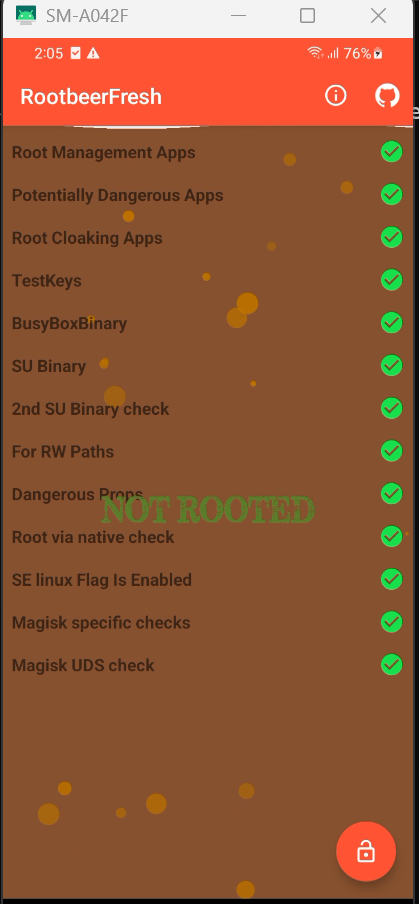 SM-A042F
2:05 76%
RootbeerFresh
Root Management Apps
Potentially Dangerous Apps
Root Cloaking Apps
TestKeys
BusyBoxBinary
SU Binary
2nd SU Binary check
For RW Paths
Dangerous Props
NOT ROOTED
Root via native check
SE linux Flag Is Enabled
Magisk specific checks
Magisk UDS check